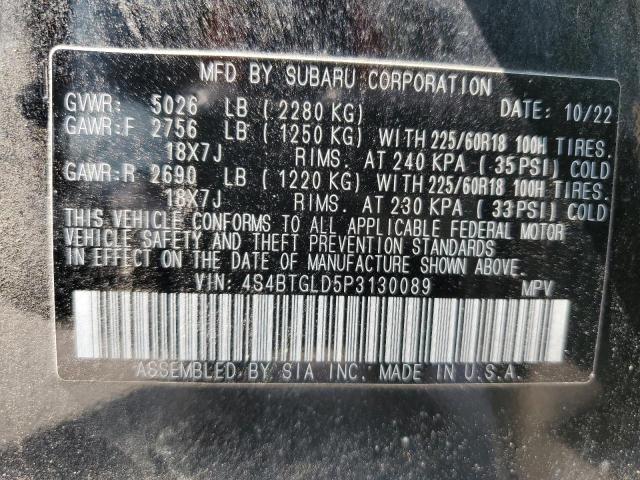 MFD BY SUBARU CORPORATION
GVWR: 5026 LB ( 2280 KG) DATE: 10/22
GAWR:F 2756 LB ( 1250 KG) WITH 225/60R18 100H TIRES.
18X7J RIMS. AT 240 KPA ( 35PSI) COLD
GAWR:R 2690 LB ( 1220 KG) WITH 225/60R18 100H TIRES.
18X7J RIMS. AT 230 KPA ( 33PSI) COLD
THIS VEHICLE CONFORMS TO ALL APPLICABLE FEDERAL MOTOR
VEHICLE SAFETY AND THEFT PREVENTION STANDARDS
IN EFFECT ON THE DATE OF MANUFACTURE SHOWN ABOVE.
VIN: 4S4BTGLD5P3130089 MPV
ASSEMBLED BY SIA INC. MADE IN U.S.A.